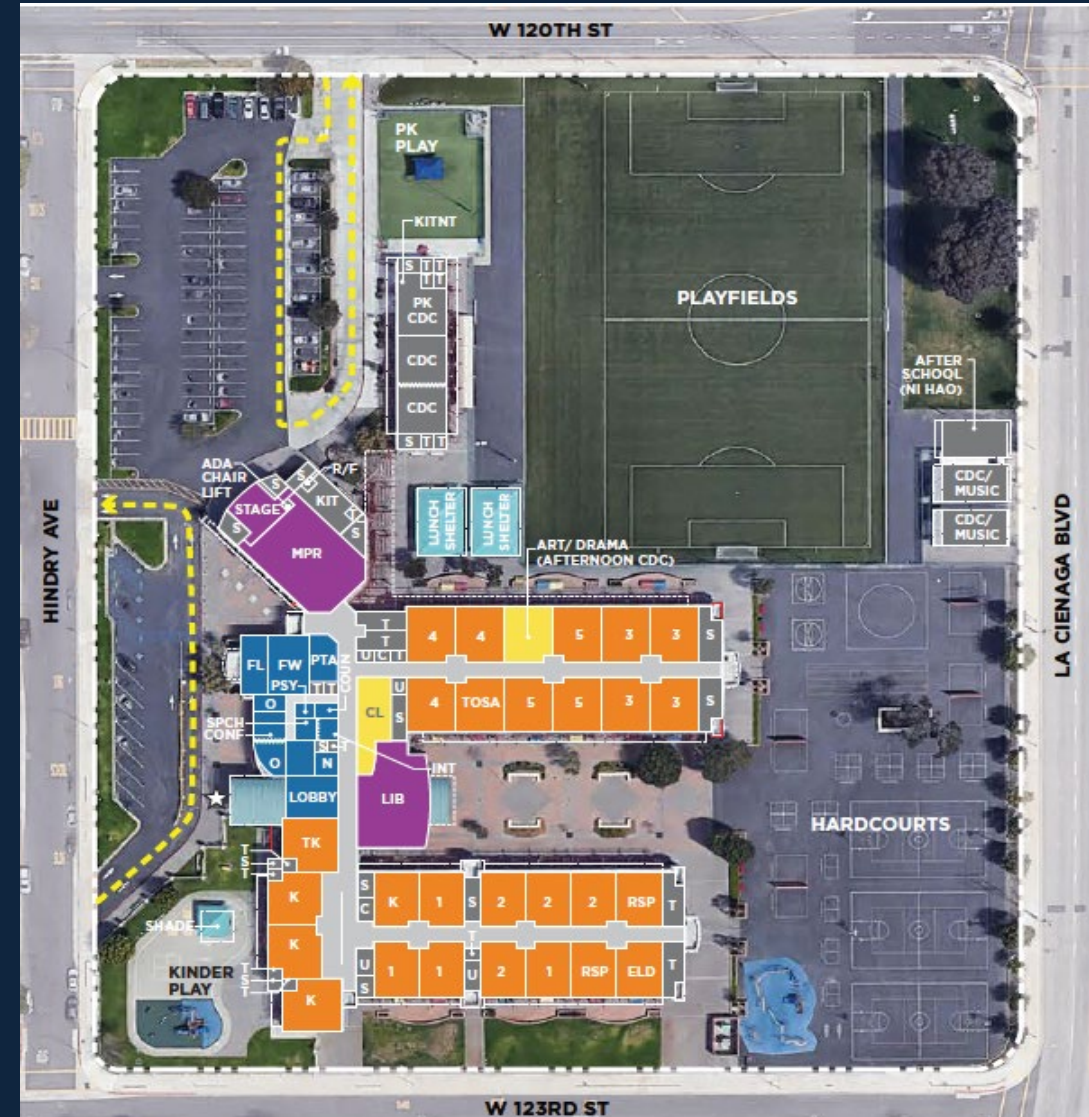 W 120TH ST
PK
PLAY
KITNT
S T T
T T
PK
CDC
CDC
CDC
S T T
PLAYFIELDS
AFTER
SCHOOL
(NI HAO)
CDC/
MUSIC
CDC/
MUSIC
HINDRY AVE
LA CIENAGA BLVD
ADA
CHAIR
LIFT
R/F
S
S
KIT
STAGE
S
S
MPR
LUNCH
SHELTER
LUNCH
SHELTER
ART/ DRAMA
(AFTERNOON CDC)
T
T
U C T
4 4 5 3 3 S
FL FW PTA
COUN
PSY
T T
O
SPCH
CONF
O
N
CL
U
S
4 TOSA 5 5 3 3 S
INT
LOBBY
LIB
HARDCOURTS
TK
T
S
T
K
K
K
T
S
T
SHADE
KINDER
PLAY
S
C
K 1 S 2 2 2 RSP T
U
S
1 1
T
U
2 1 RSP ELD T
W 123RD ST